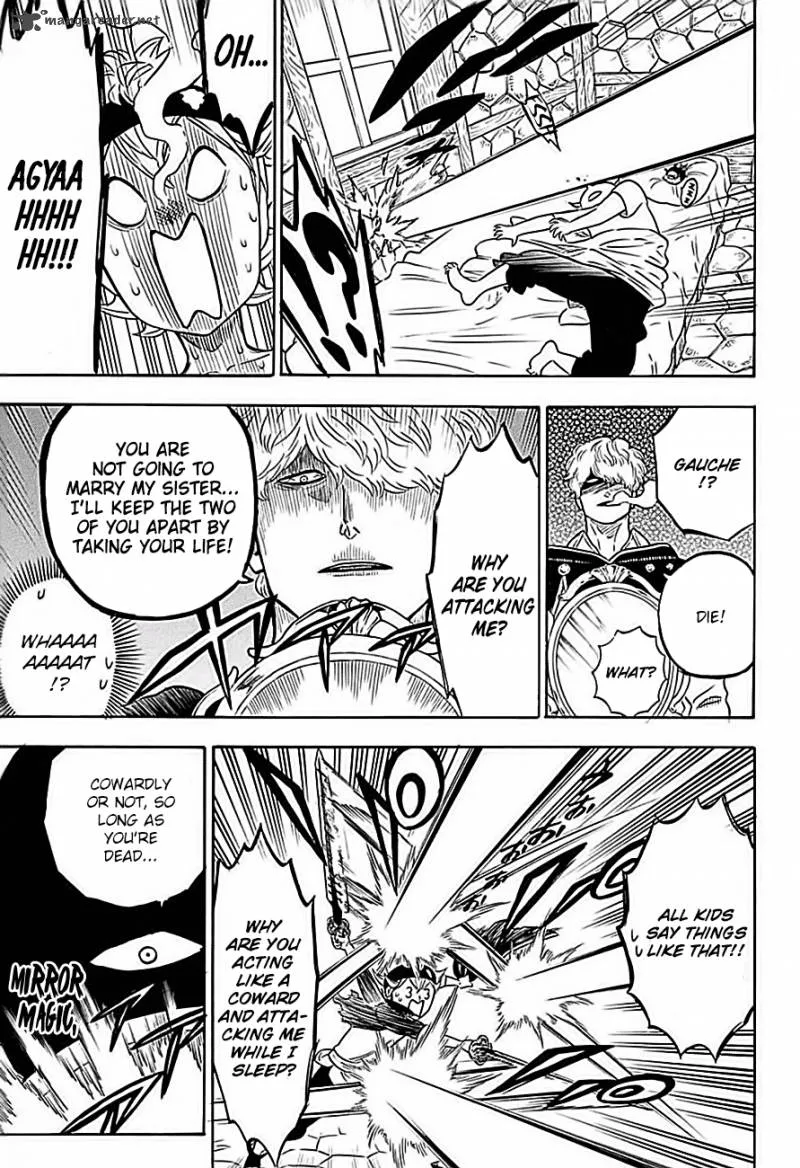 mangareader.net
OH...
AGYAA
HHHH
HH!!!
!?
GAUCHE
!?
DIE!
WHAT?
WHY
ARE YOU
ATTACKING
ME?
YOU ARE
NOT GOING TO
MARRY MY SISTER...
I'LL KEEP THE TWO
OF YOU APART BY
TAKING YOUR LIFE!
WHAAAA
AAAAAT
!?
ALL KIDS
SAY THINGS
LIKE THAT!!
WHY
ARE YOU
ACTING
LIKE A
COWARD
AND ATTA-
CKING ME
WHILE I
SLEEP?
COWARDLY
OR NOT, SO
LONG AS
YOU'RE
DEAD...
MIRROR
MAGIC,